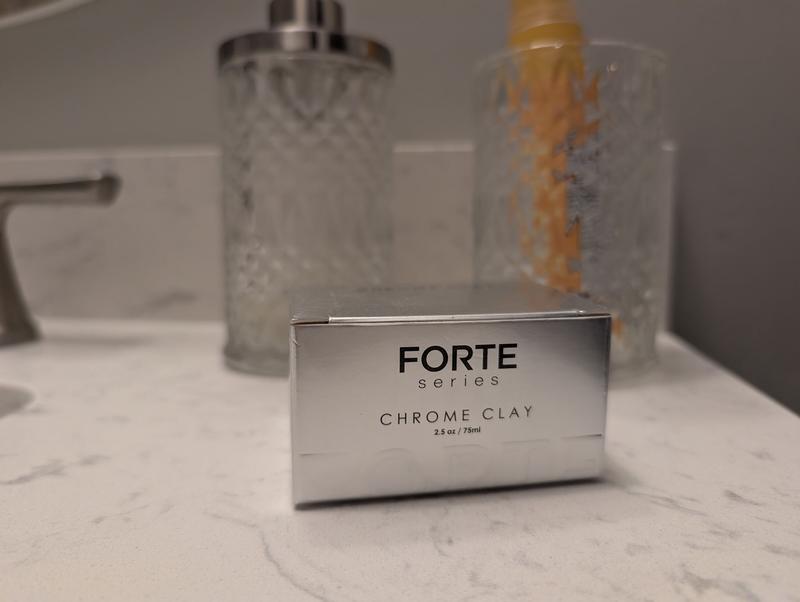 FORTE
series
CHROME CLAY
2.5 oz / 75ml